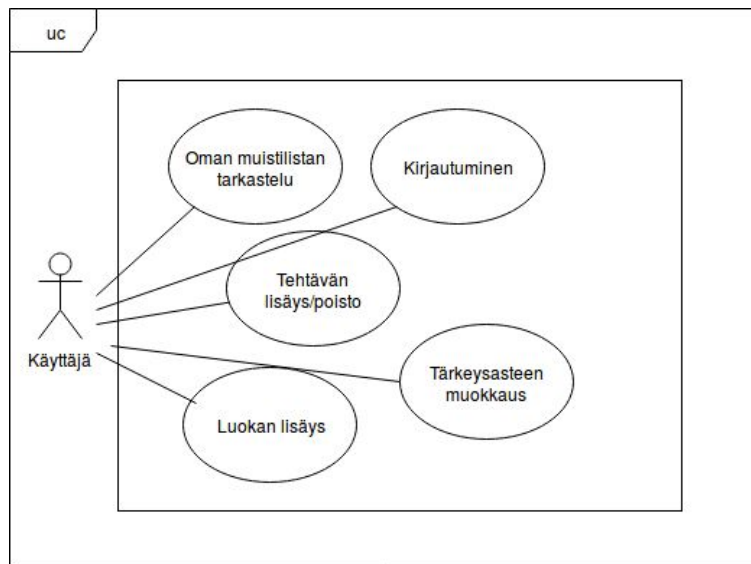 uc
Oman muistilistan
tarkastelu
Kirjautuminen
Tehtävän
lisäys/poisto
Käyttäjä
Tärkeysasteen
muokkaus
Luokan lisäys